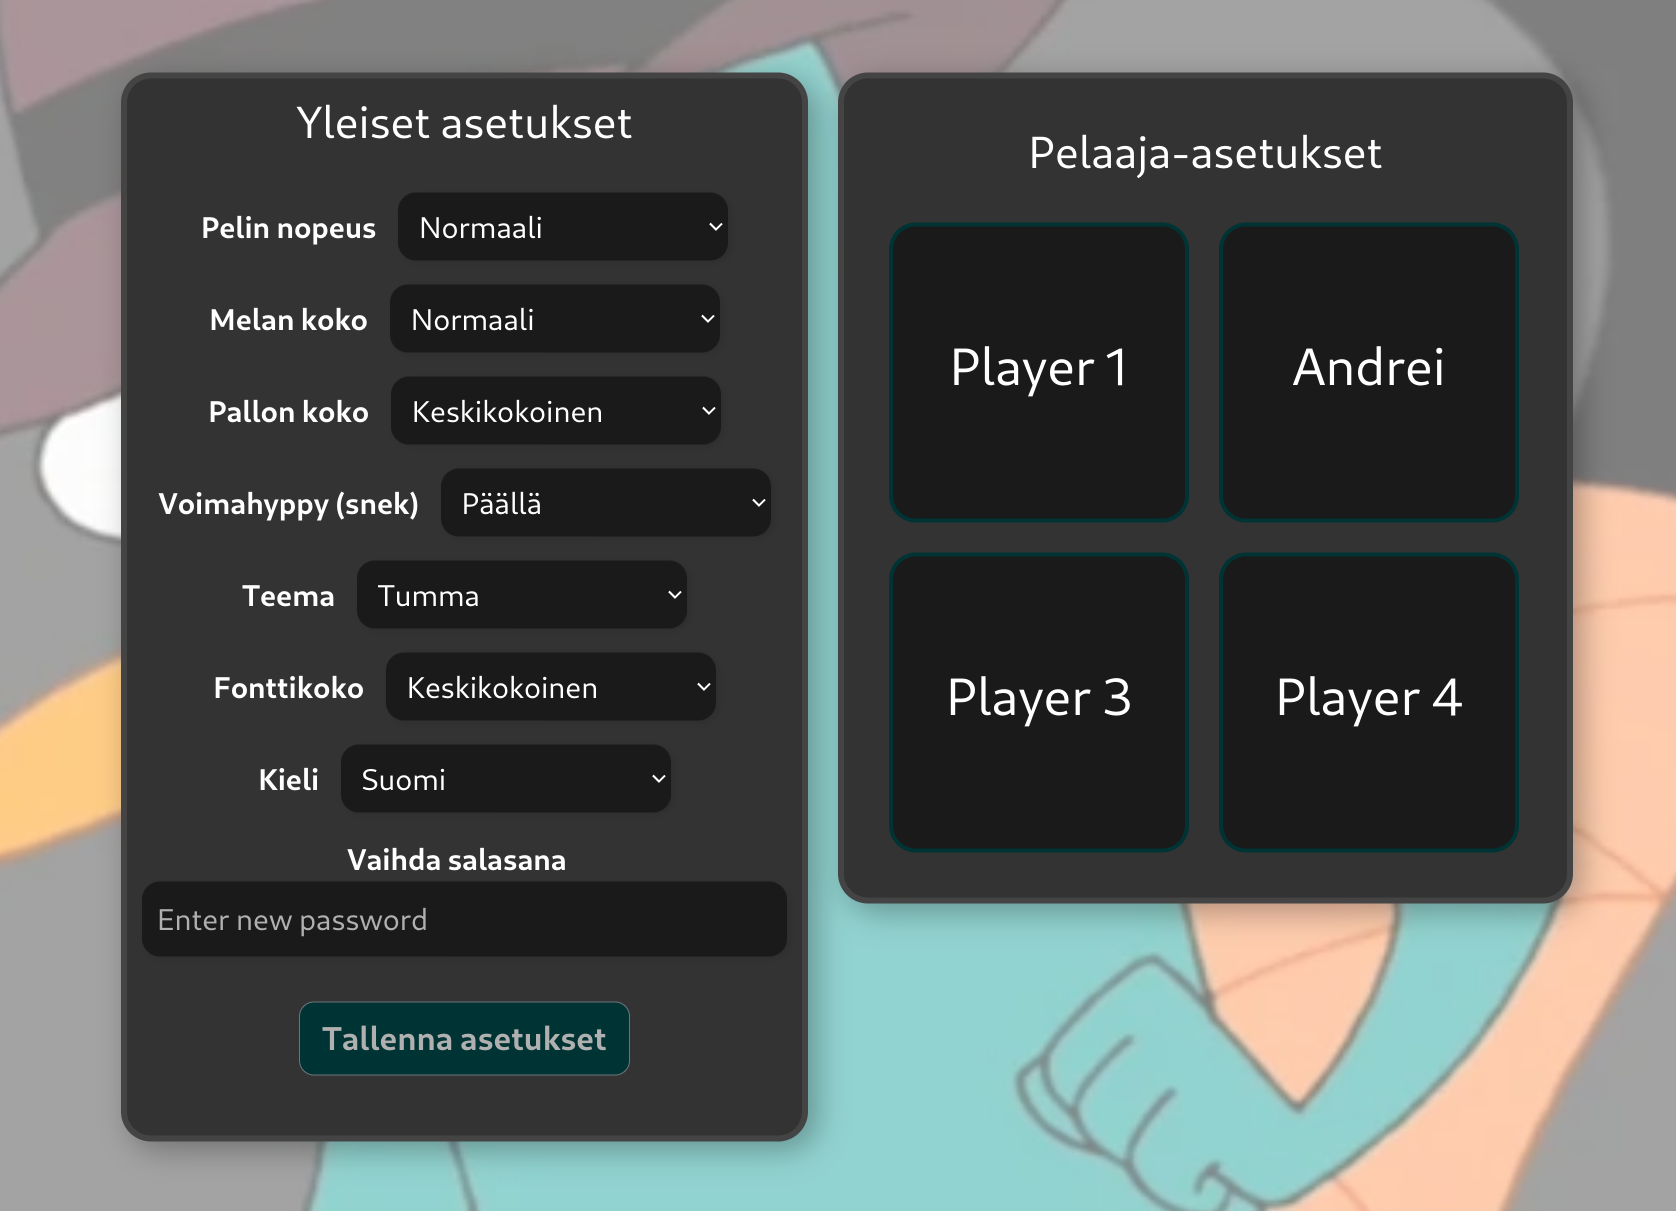 Yleiset asetukset
Pelin nopeus Normaali
Melan koko Normaali
Pallon koko Keskikokoinen
Voimahyppy (snek) Päällä
Teema Tumma
Fonttikoko Keskikokoinen
Kieli Suomi
Vaihda salasana
Enter new password
Tallenna asetukset
Pelaaja-asetukset
Player 1
Andrei
Player 3
Player 4